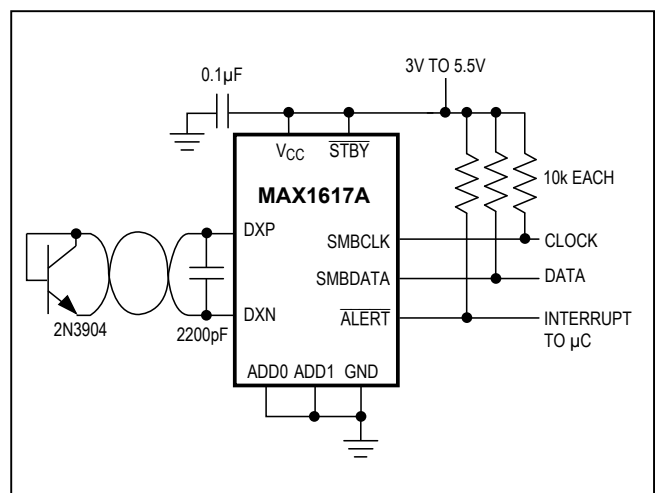 0.1µF
3V TO 5.5V
VCC
STBY
MAX1617A
10k EACH
DXP
SMBCLK
CLOCK
SMBDATA
DATA
2N3904
2200pF
DXN
ALERT
INTERRUPT
TO µC
ADD0 ADD1 GND